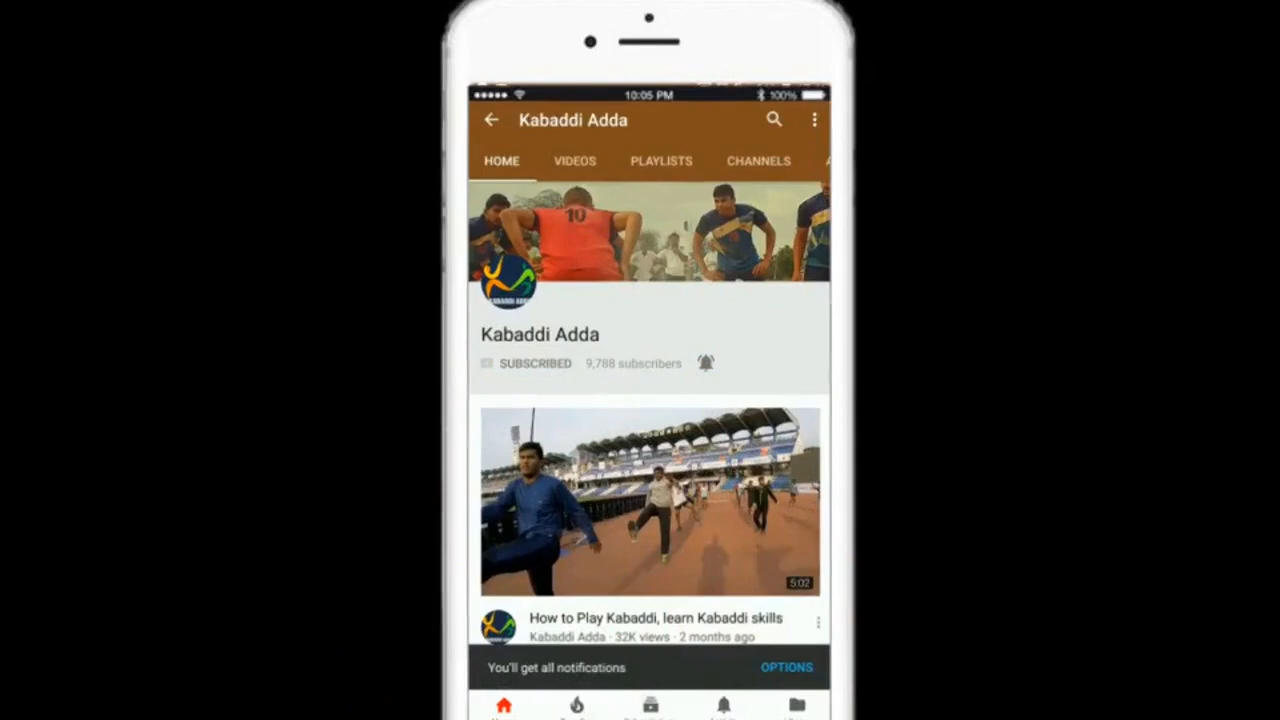 10:05 PM 100%
Kabaddi Adda
HOME VIDEOS PLAYLISTS CHANNELS
10
KABADDI ADDA
Kabaddi Adda
SUBSCRIBED 9,788 subscribers
5:02
How to Play Kabaddi, learn Kabaddi skills
Kabaddi Adda · 32K views · 2 months ago
You'll get all notifications OPTIONS